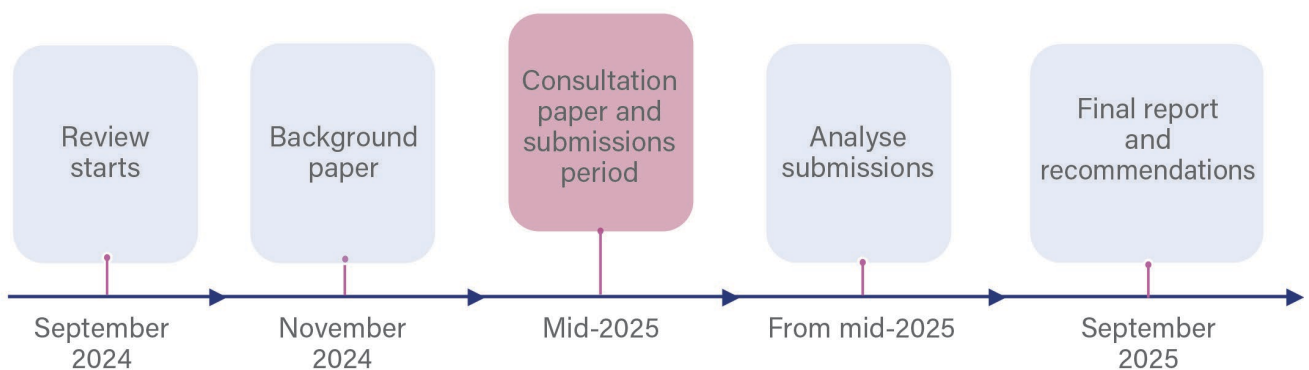 Review
starts
Background
paper
Consultation
paper and
submissions
period
Analyse
submissions
Final report
and
recommendations
September
2024
November
2024
Mid-2025
From mid-2025
September
2025